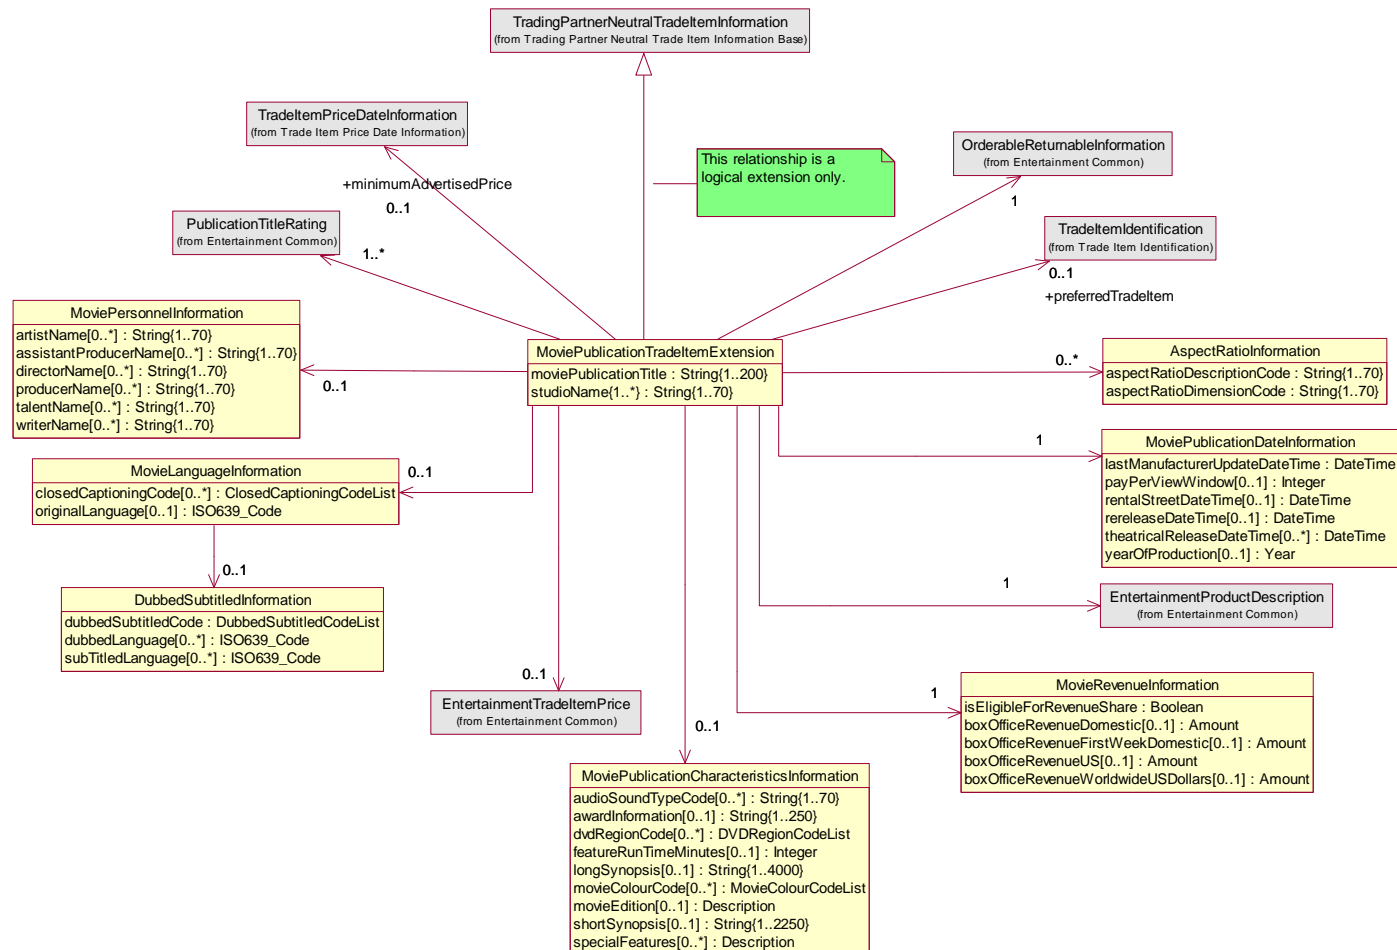 TradingPartnerNeutralTradeItemInformation
(from Trading Partner Neutral Trade Item Information Base)
TradeItemPriceDateInformation
(from Trade Item Price Date Information)
This relationship is a
logical extension only.
OrderableReturnableInformation
(from Entertainment Common)
+minimumAdvertisedPrice
0..1
1
PublicationTitleRating
(from Entertainment Common)
1..*
TradeItemIdentification
(from Trade Item Identification)
0..1
+preferredTradeItem
MoviePersonnelInformation
artistName[0..*] : String{1..70}
assistantProducerName[0..*] : String{1..70}
directorName[0..*] : String{1..70}
producerName[0..*] : String{1..70}
talentName[0..*] : String{1..70}
writerName[0..*] : String{1..70}
0..1
MoviePublicationTradeItemExtension
moviePublicationTitle : String{1..200}
studioName{1..*} : String{1..70}
0..*
AspectRatioInformation
aspectRatioDescriptionCode : String{1..70}
aspectRatioDimensionCode : String{1..70}
1
MoviePublicationDateInformation
lastManufacturerUpdateDateTime : DateTime
payPerViewWindow[0..1] : Integer
rentalStreetDateTime[0..1] : DateTime
rereleaseDateTime[0..1] : DateTime
theatricalReleaseDateTime[0..*] : DateTime
yearOfProduction[0..1] : Year
MovieLanguageInformation
closedCaptioningCode[0..*] : ClosedCaptioningCodeList
originalLanguage[0..1] : ISO639_Code
0..1
0..1
DubbedSubtitledInformation
dubbedSubtitledCode : DubbedSubtitledCodeList
dubbedLanguage[0..*] : ISO639_Code
subTitledLanguage[0..*] : ISO639_Code
1
EntertainmentProductDescription
(from Entertainment Common)
0..1
EntertainmentTradeItemPrice
(from Entertainment Common)
1
MovieRevenueInformation
isEligibleForRevenueShare : Boolean
boxOfficeRevenueDomestic[0..1] : Amount
boxOfficeRevenueFirstWeekDomestic[0..1] : Amount
boxOfficeRevenueUS[0..1] : Amount
boxOfficeRevenueWorldwideUSDollars[0..1] : Amount
0..1
MoviePublicationCharacteristicsInformation
audioSoundTypeCode[0..*] : String{1..70}
awardInformation[0..1] : String{1..250}
dvdRegionCode[0..*] : DVDRegionCodeList
featureRunTimeMinutes[0..1] : Integer
longSynopsis[0..1] : String{1..4000}
movieColourCode[0..*] : MovieColourCodeList
movieEdition[0..1] : Description
shortSynopsis[0..1] : String{1..2250}
specialFeatures[0..*] : Description